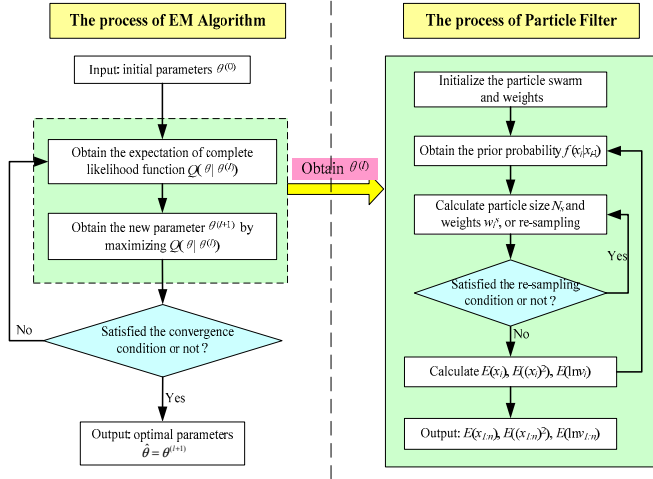 The process of EM Algorithm
Input: initial parameters θ⁽⁰⁾
Obtain the expectation of complete
likelihood function Q(θ|θ⁽ˡ⁾)
Obtain the new parameter θ⁽ˡ⁺¹⁾ by
maximizing Q(θ|θ⁽ˡ⁾)
No
Satisfied the convergence
condition or not?
Yes
Output: optimal parameters
θ̂ = θ⁽ˡ⁺¹⁾
Obtain θ⁽ˡ⁾
The process of Particle Filter
Initialize the particle swarm
and weights
Obtain the prior probability f(xᵢ|xᵢ₋₁)
Calculate particle size Nₛ and
weights wᵢˢ, or re-sampling
Yes
Satisfied the re-sampling
condition or not?
No
Calculate E(xᵢ), E((xᵢ)²), E(lnvᵢ)
Output: E(x₁:ₙ), E((x₁:ₙ)²), E(lnv₁:ₙ)